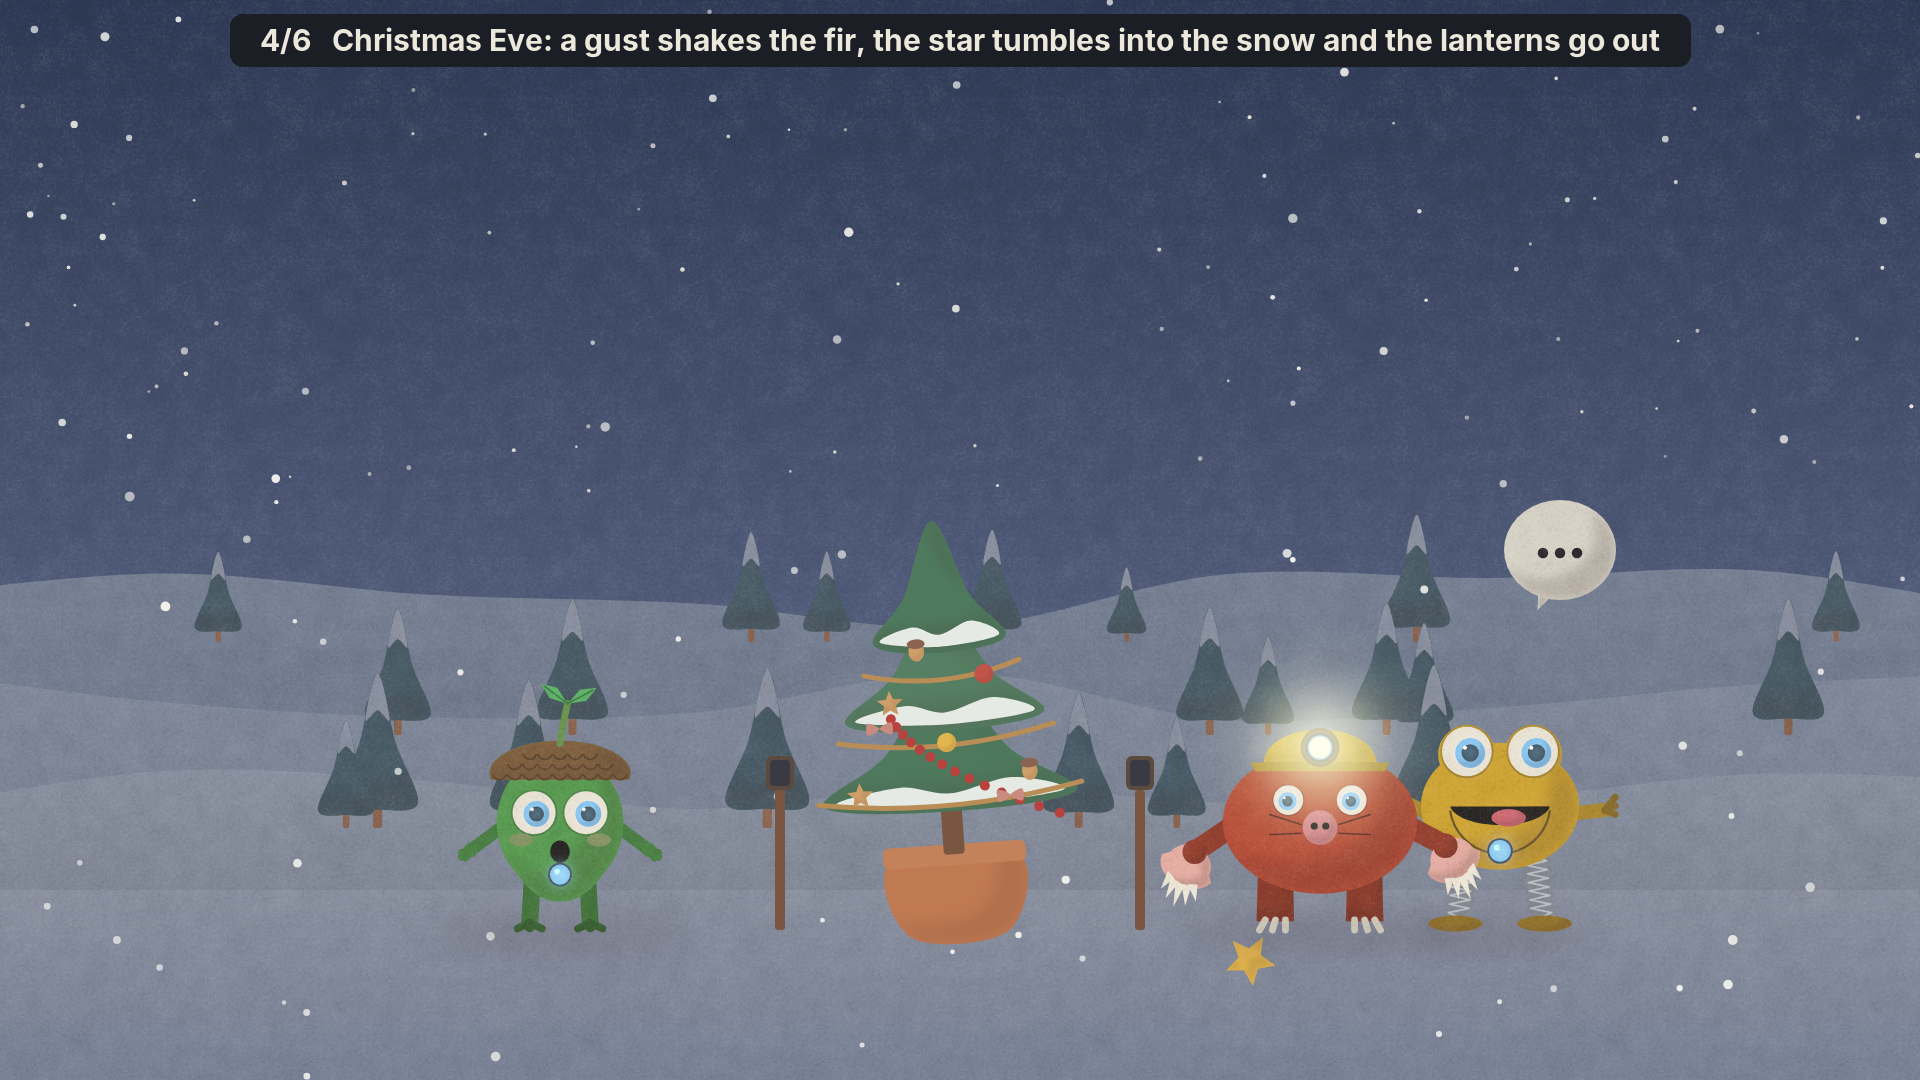 4/6 Christmas Eve: a gust shakes the fir, the star tumbles into the snow and the lanterns go out